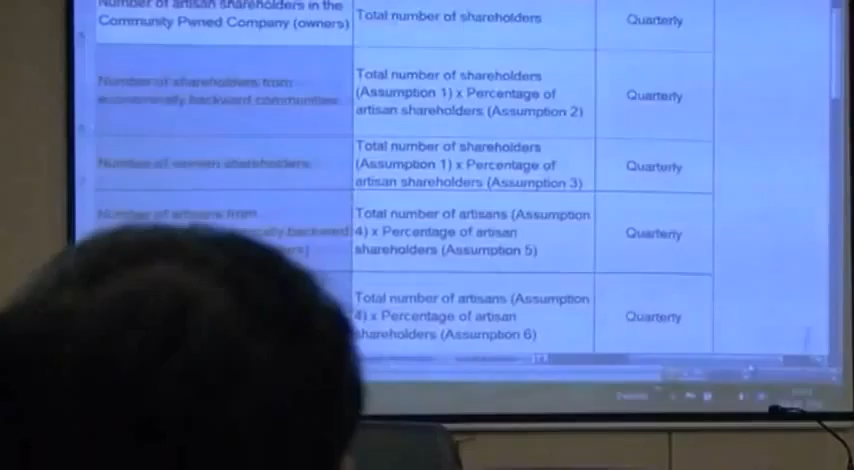 Number of artisan shareholders in the
Community Pwned Company (owners)
Total number of shareholders
Quarterly
Number of shareholders from
economically backward communities
Total number of shareholders
(Assumption 1) x Percentage of
artisan shareholders (Assumption 2)
Quarterly
Number of women shareholders
Total number of shareholders
(Assumption 1) x Percentage of
artisan shareholders (Assumption 3)
Quarterly
Number of artisans from
backward
Total number of artisans (Assumption
4) x Percentage of artisan
shareholders (Assumption 5)
Quarterly
Total number of artisans (Assumption
4) x Percentage of artisan
shareholders (Assumption 6)
Quarterly